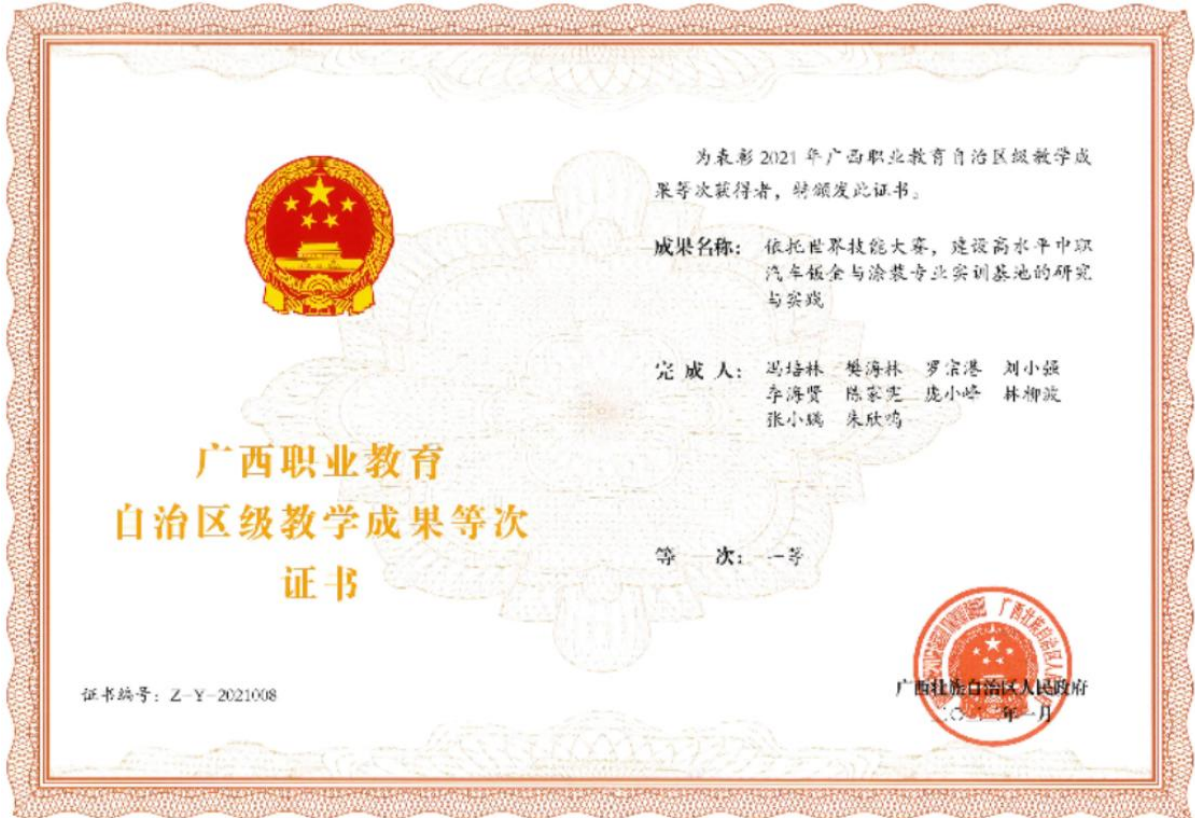 为表彰 2021 年广西职业教育自治区级教学成
果等次获得者，特颁发此证书。
成果名称： 依托世界技能大赛，建设高水平中职
汽车钣金与涂装专业实训基地的研究
与实践
完 成 人： 冯培林 樊海林 罗宗港 刘小强
李海贤 陈家宪 庞小峰 林柳波
张小鹏 朱欣鸣
广西职业教育
自治区级教学成果等次
证书
等 次： 一等
证书编号：Z-Y-2021008
广西壮族自治区人民政府
年一月